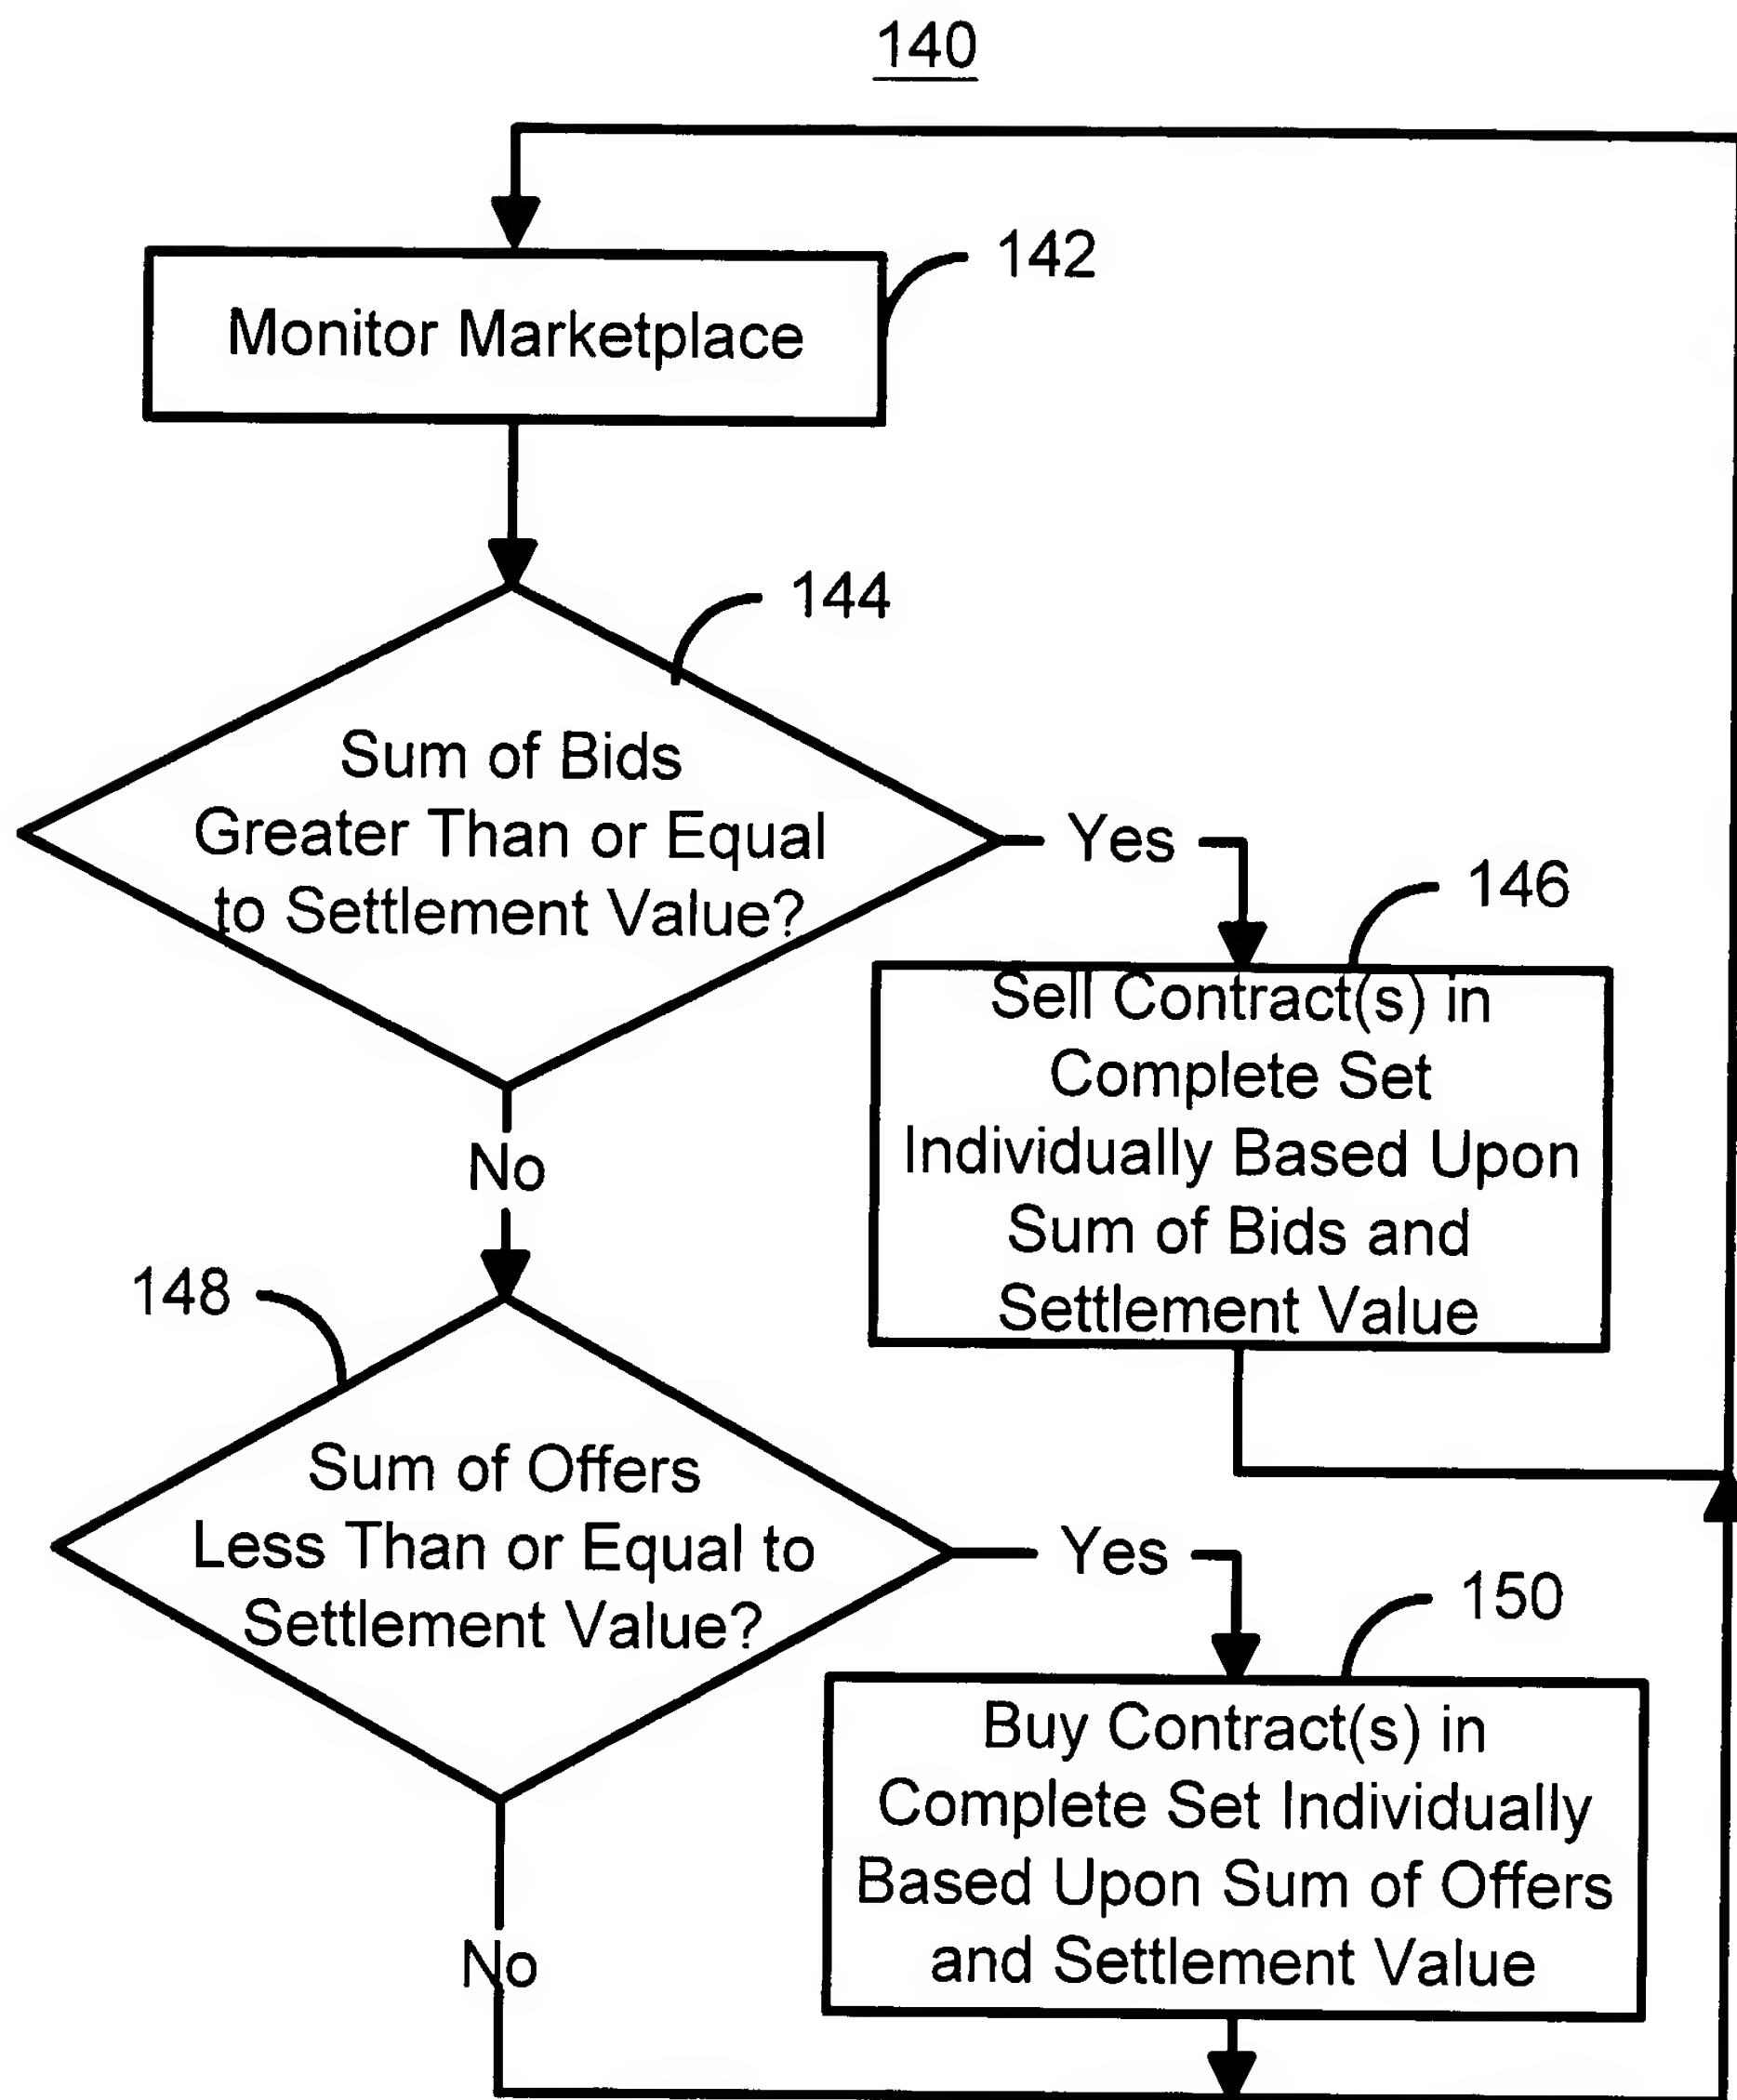 140
142
Monitor Marketplace
144
Sum of Bids
Greater Than or Equal
to Settlement Value?
Yes
146
Sell Contract(s) in
Complete Set
Individually Based Upon
Sum of Bids and
Settlement Value
No
148
Sum of Offers
Less Than or Equal to
Settlement Value?
Yes
150
Buy Contract(s) in
Complete Set Individually
Based Upon Sum of Offers
and Settlement Value
No